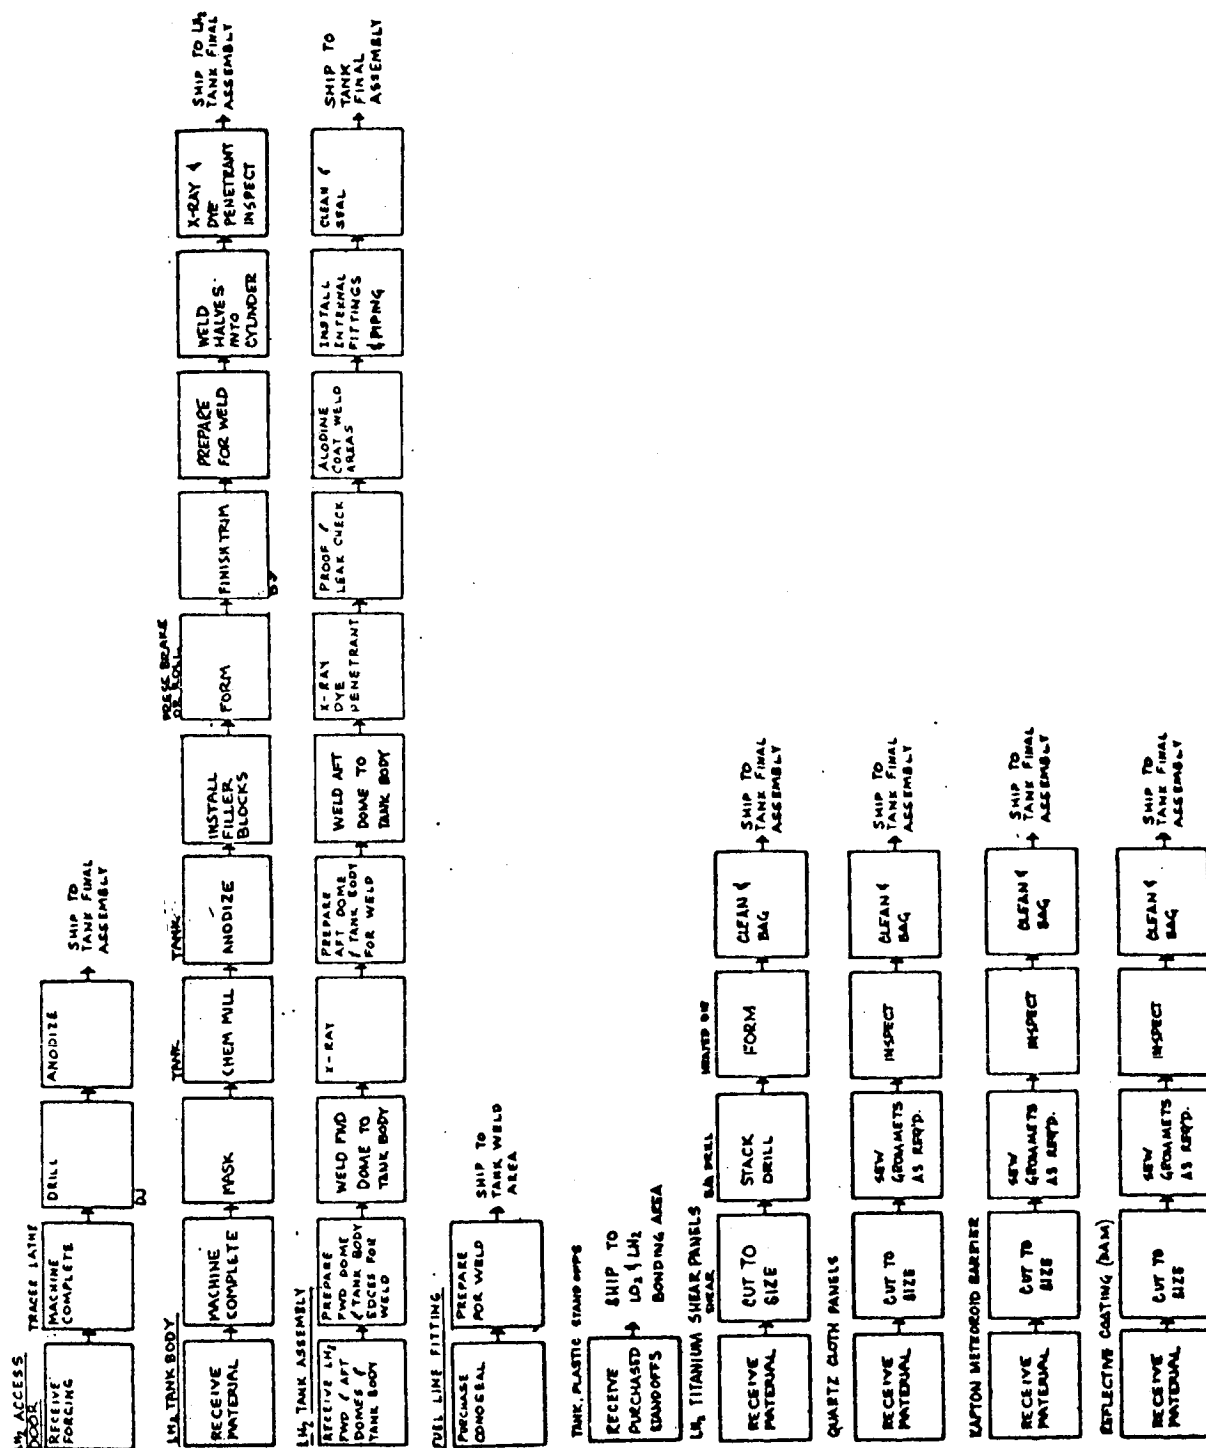 LH2 ACCESS
DOOR
RECEIVE
FORGING
TRACER LATHE
MACHINE
COMPLETE
DRILL
DJ
ANODIZE
SHIP TO
TANK FINAL
ASSEMBLY
LH2 TANK BODY
RECEIVE
MATERIAL
MACHINE
COMPLETE
MASK
TANK
CHEM MILL
TANK
ANODIZE
INSTALL
FILLER
BLOCKS
PRESS BRAKE
OR ROLL
FORM
FINISH TRIM
DJ
PREPARE
FOR WELD
WELD
HALVES
INTO
CYLINDER
X-RAY &
DYE
PENETRANT
INSPECT
SHIP TO LH2
TANK FINAL
ASSEMBLY
LH2 TANK ASSEMBLY
RECEIVE LH2
FWD & AFT
DOMES &
TANK BODY
PREPARE
FWD DOME
& TANK BODY
EDGES FOR
WELD
WELD FWD
DOME TO
TANK BODY
X-RAY
PREPARE
AFT DOME
& TANK BODY
FOR WELD
WELD AFT
DOME TO
TANK BODY
X-RAY
DYE
PENETRANT
PROOF &
LEAK CHECK
ALODINE
COAT WELD
AREAS
INSTALL
INTERNAL
FITTINGS
& PIPING
CLEAN &
SEAL
SHIP TO
TANK
FINAL
ASSEMBLY
FUEL LINE FITTING
PURCHASE
CONOSEAL
PREPARE
FOR WELD
SHIP TO
TANK WELD
AREA
TANK, PLASTIC STANDOFFS
RECEIVE
PURCHASED
STANDOFFS
SHIP TO
LO2 & LH2
BONDING AREA
LH2 TITANIUM SHEAR PANELS
RECEIVE
MATERIAL
SHEAR
CUT TO
SIZE
DRILL
STACK
DRILL
HEATED DIE
FORM
CLEAN &
BAG
SHIP TO
TANK FINAL
ASSEMBLY
QUARTZ CLOTH PANELS
RECEIVE
MATERIAL
CUT TO
SIZE
SEW
GROMMETS
AS REQ'D.
INSPECT
CLEAN &
BAG
SHIP TO
TANK FINAL
ASSEMBLY
KAPTON METEOROID BARRIER
RECEIVE
MATERIAL
CUT TO
SIZE
SEW
GROMMETS
AS REQ'D.
INSPECT
CLEAN &
BAG
SHIP TO
TANK FINAL
ASSEMBLY
REFLECTIVE COATING (DAM)
RECEIVE
MATERIAL
CUT TO
SIZE
SEW
GROMMETS
AS REQ'D.
INSPECT
CLEAN &
BAG
SHIP TO
TANK FINAL
ASSEMBLY